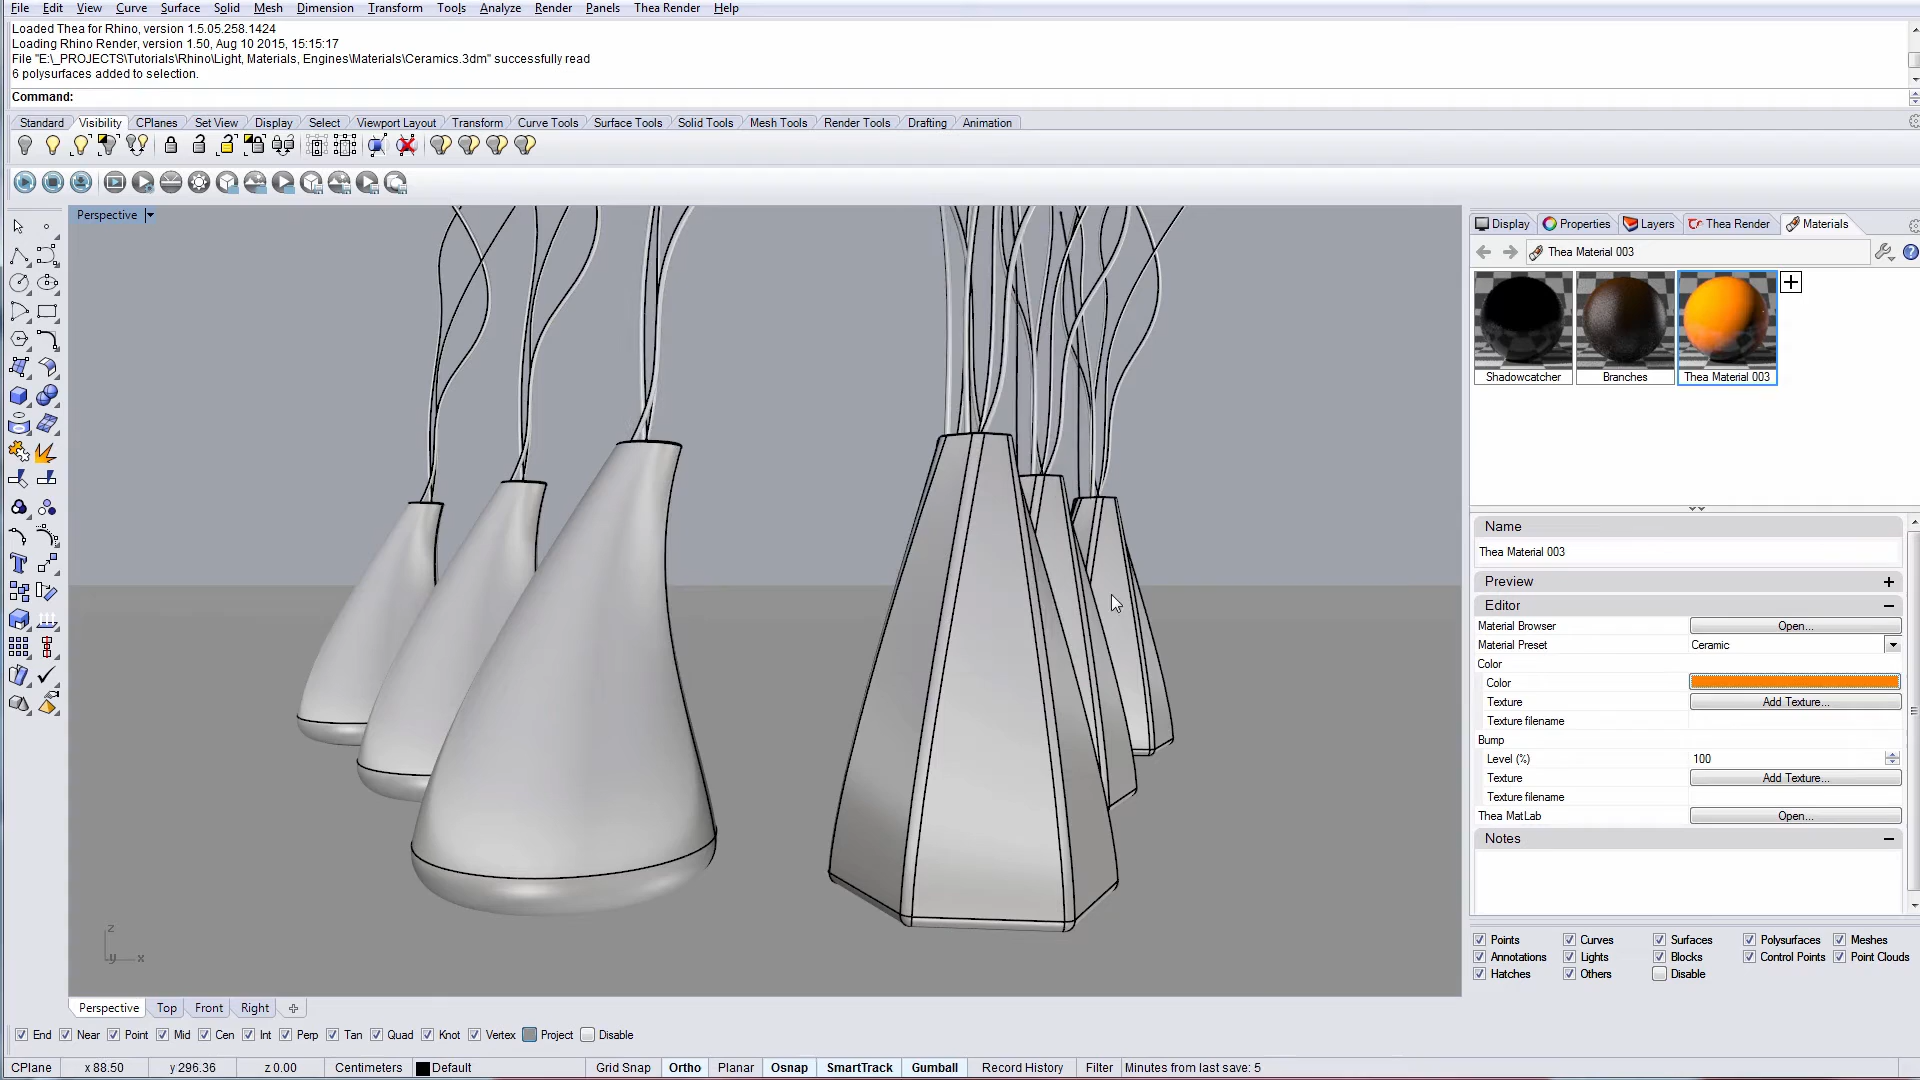 File Edit View Curve Surface Solid Mesh Dimension Transform Tools Analyze Render Panels Thea Render Help
Loaded Thea for Rhino, version 1.5.05.258.1424
Loading Rhino Render, version 1.50, Aug 10 2015, 15:15:17
File "E:\_PROJECTS\Tutorials\Rhino\Light, Materials, Engines\Materials\Ceramics.3dm" successfully read
6 polysurfaces added to selection.
Command:
Standard Visibility CPlanes Set View Display Select Viewport Layout Transform Curve Tools Surface Tools Solid Tools Mesh Tools Render Tools Drafting Animation
Perspective
Display Properties Layers Thea Render Materials
Thea Material 003
Shadowcatcher Branches Thea Material 003
Name
Thea Material 003
Preview
Editor
Material Browser Open...
Material Preset Ceramic
Color
Color
Texture Add Texture...
Texture filename
Bump
Level (%) 100
Texture Add Texture...
Texture filename
Thea MatLab Open...
Notes
z
y x
Points Curves Surfaces Polysurfaces Meshes
Annotations Lights Blocks Control Points Point Clouds
Hatches Others Disable
Perspective Top Front Right
End Near Point Mid Cen Int Perp Tan Quad Knot Vertex Project Disable
CPlane x 88.50 y 296.36 z 0.00 Centimeters Default Grid Snap Ortho Planar Osnap SmartTrack Gumball Record History Filter Minutes from last save: 5